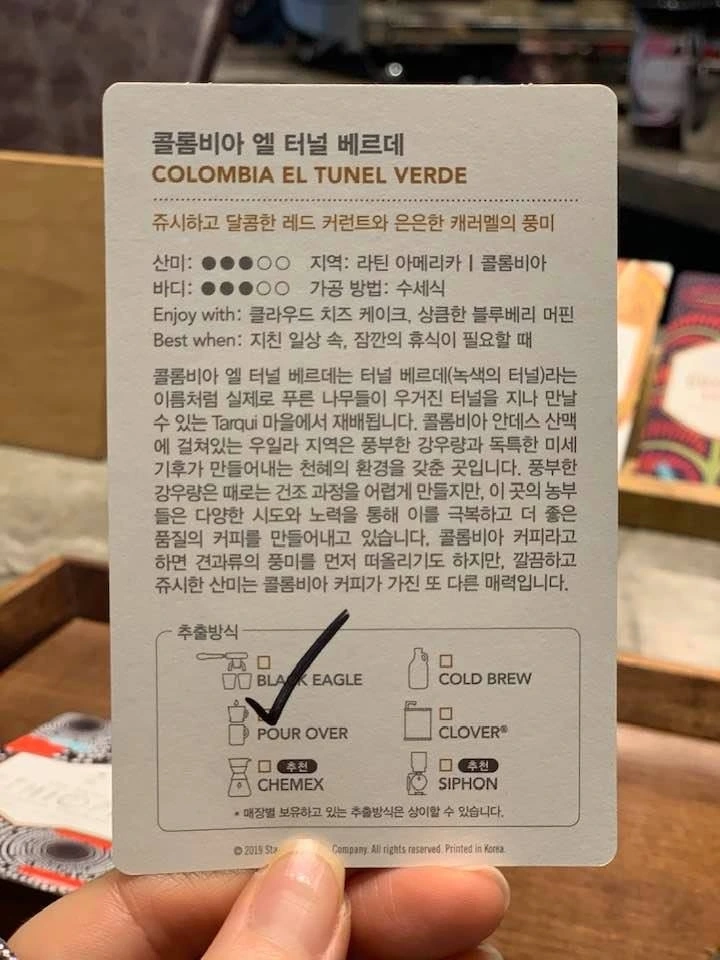 콜롬비아 엘 터널 베르데
COLOMBIA EL TUNEL VERDE
쥬시하고 달콤한 레드 커런트와 은은한 캐러멜의 풍미
산미: ●●●○○ 지역: 라틴 아메리카 | 콜롬비아
바디: ●●●○○ 가공 방법: 수세식
Enjoy with: 클라우드 치즈 케이크, 상큼한 블루베리 머핀
Best when: 지친 일상 속, 잠깐의 휴식이 필요할 때
콜롬비아 엘 터널 베르데는 터널 베르데(녹색의 터널)라는
이름처럼 실제로 푸른 나무들이 우거진 터널을 지나 만날
수 있는 Tarqui 마을에서 재배됩니다. 콜롬비아 안데스 산맥
에 걸쳐있는 우일라 지역은 풍부한 강우량과 독특한 미세
기후가 만들어내는 천혜의 환경을 갖춘 곳입니다. 풍부한
강우량은 때로는 건조 과정을 어렵게 만들지만, 이 곳의 농부
들은 다양한 시도와 노력을 통해 이를 극복하고 더 좋은
품질의 커피를 만들어내고 있습니다. 콜롬비아 커피라고
하면 견과류의 풍미를 먼저 떠올리기도 하지만, 깔끔하고
쥬시한 산미는 콜롬비아 커피가 가진 또 다른 매력입니다.
추출방식
BLACK EAGLE
COLD BREW
POUR OVER
CLOVER®
추천
CHEMEX
추천
SIPHON
* 매장별 보유하고 있는 추출방식은 상이할 수 있습니다.
© 2019 Company. All rights reserved. Printed in Korea.